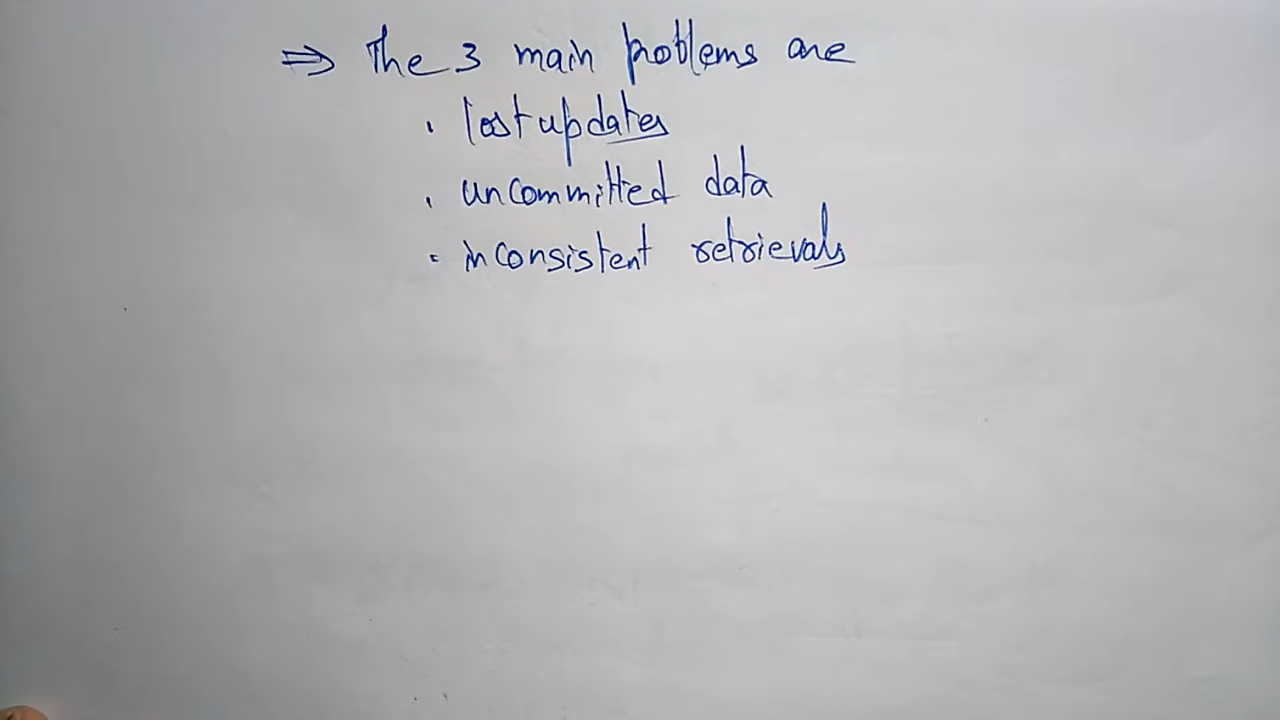 ⇒ The 3 main problems are
. lost updates
. uncommitted data
. inconsistent retrievals